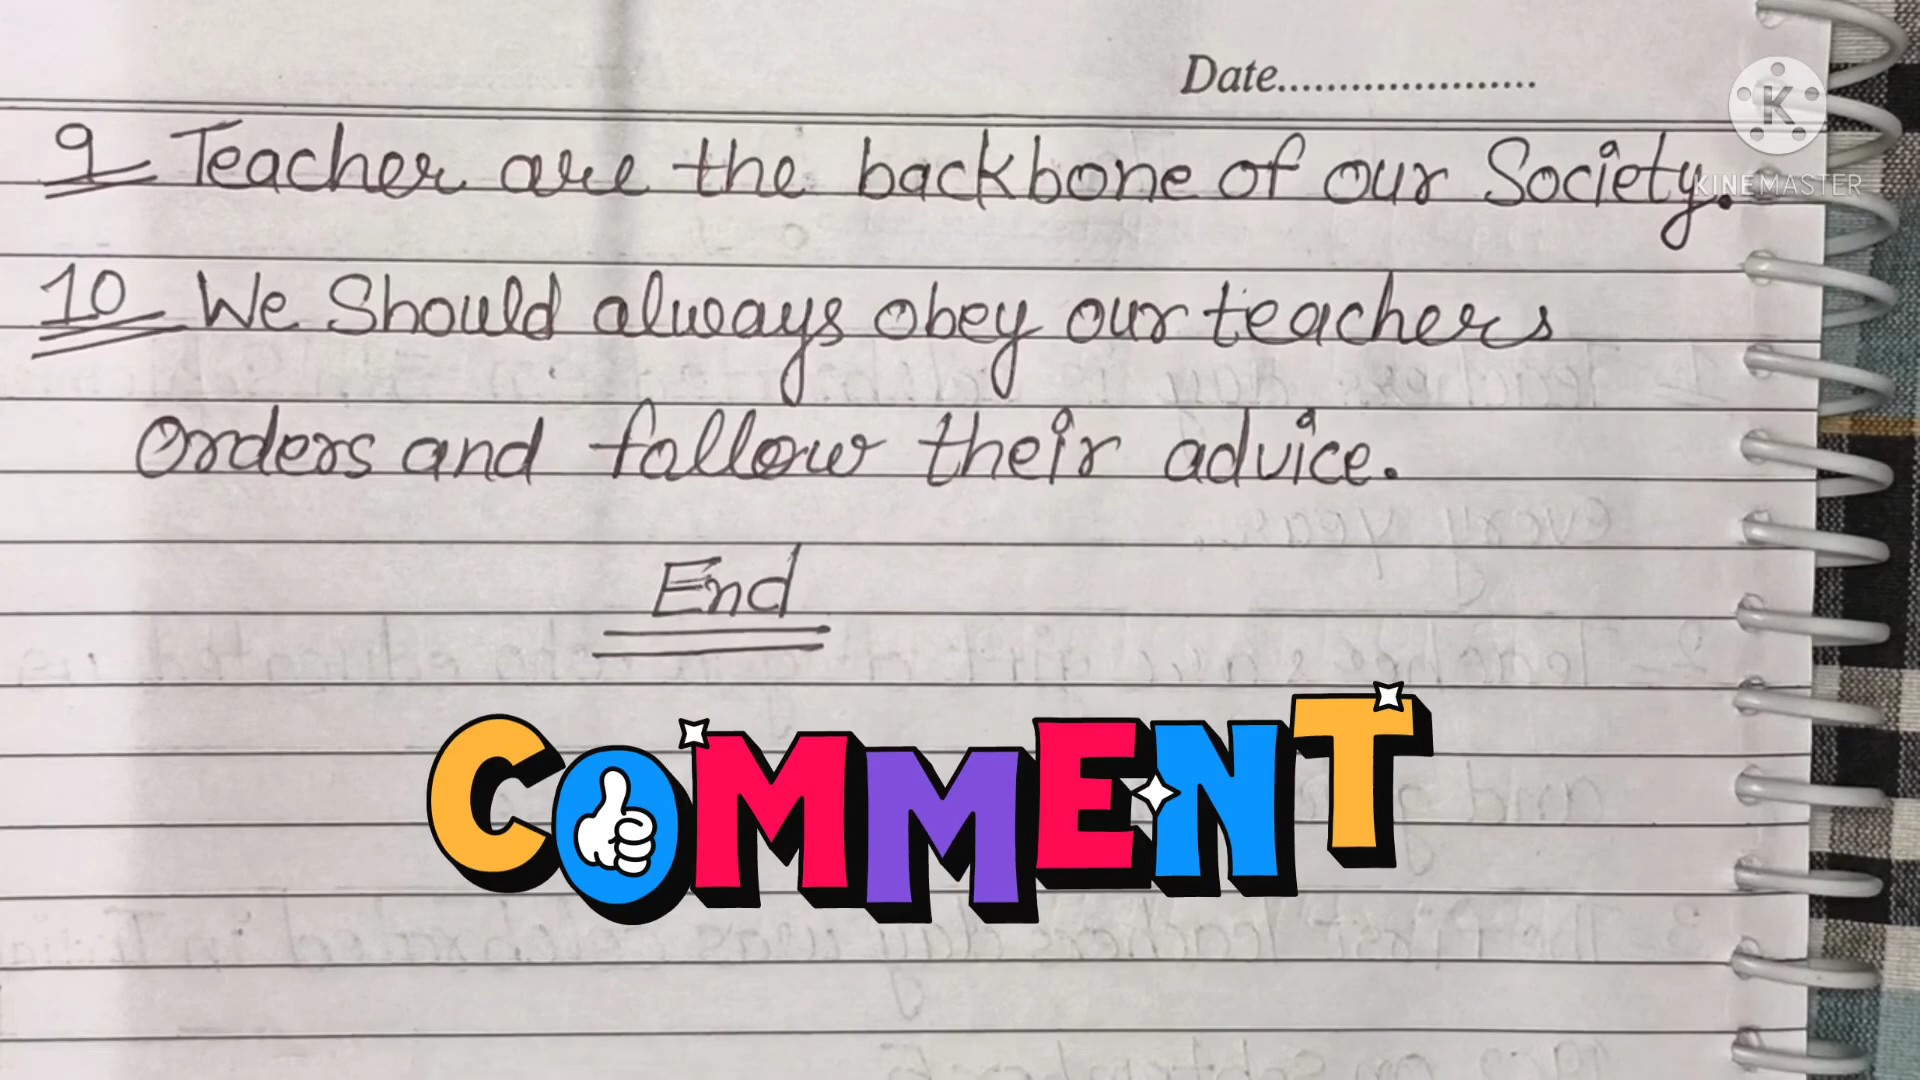 Date.....................
9 Teacher are the backbone of our Society.
10 We Should always obey our teachers
Orders and follow their advice.
End
COMMENT
K
KINEMASTER